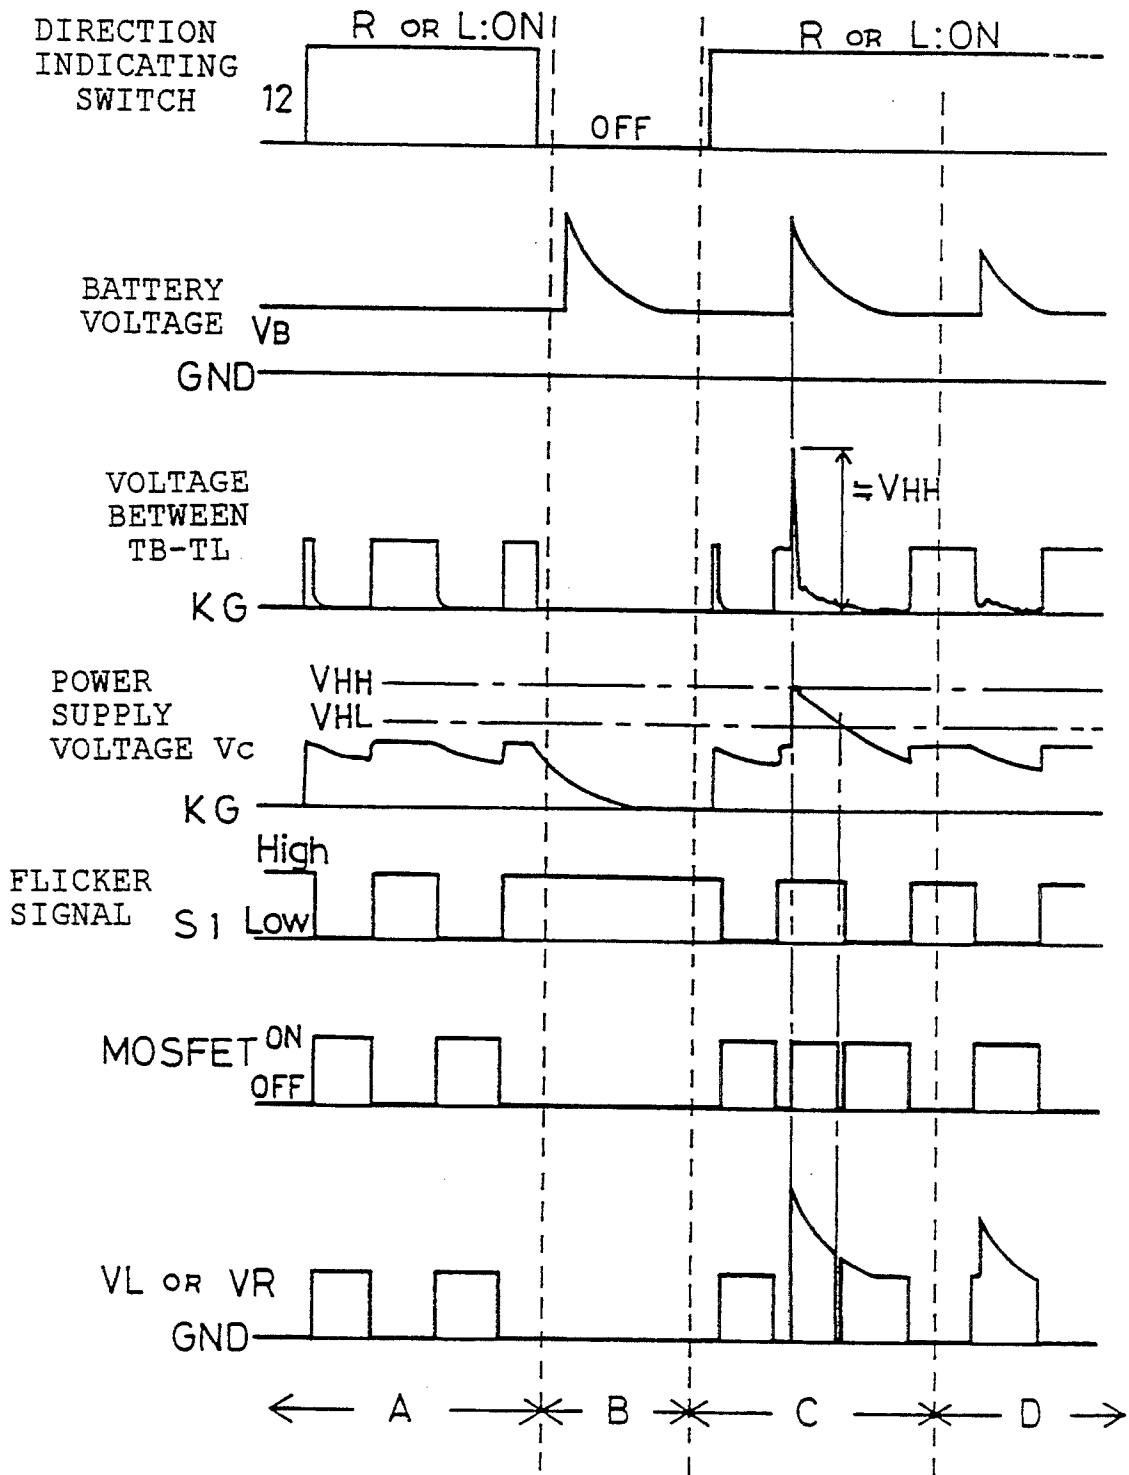 DIRECTION
INDICATING
SWITCH
12
R OR L:ON
OFF
R OR L:ON
BATTERY
VOLTAGE
VB
GND
VOLTAGE
BETWEEN
TB-TL
KG
≒VHH
POWER
SUPPLY
VOLTAGE Vc
VHH
VHL
KG
FLICKER
SIGNAL
S1
High
Low
MOSFET
ON
OFF
VL OR VR
GND
A
B
C
D